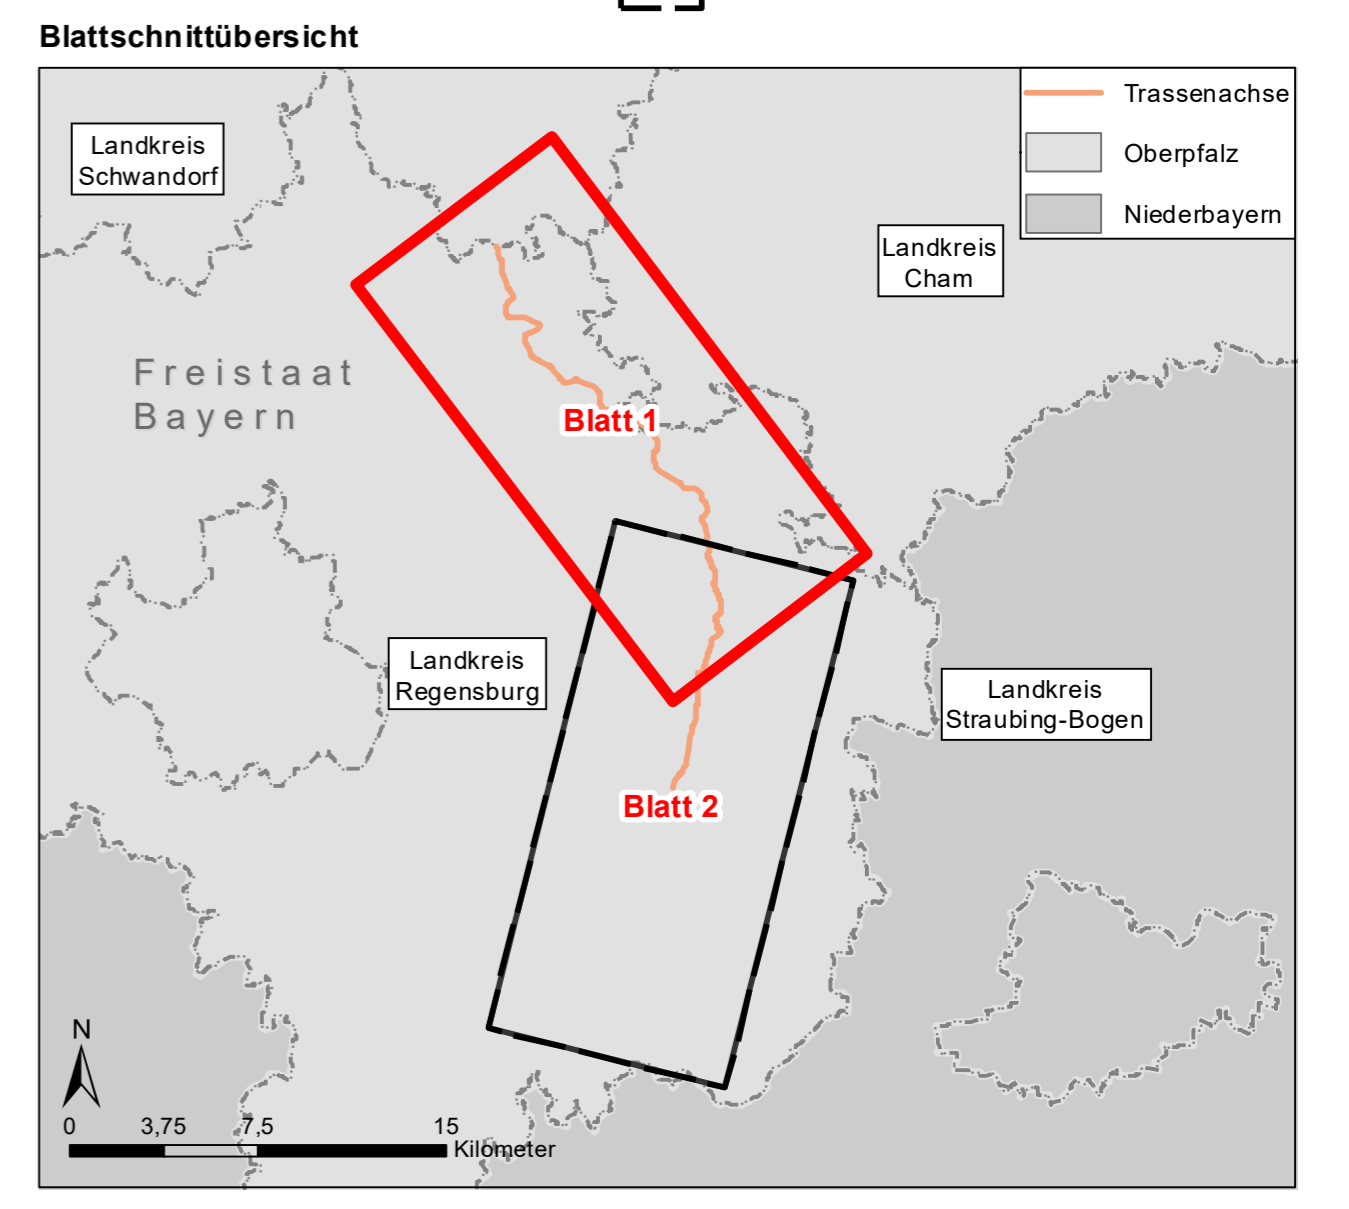 Blattschnittübersicht
Trassenachse
Oberpfalz
Niederbayern
Landkreis
Schwandorf
Landkreis
Cham
Freistaat
Bayern
Blatt 1
Landkreis
Regensburg
Landkreis
Straubing-Bogen
Blatt 2
N
0 3,75 7,5 15
Kilometer